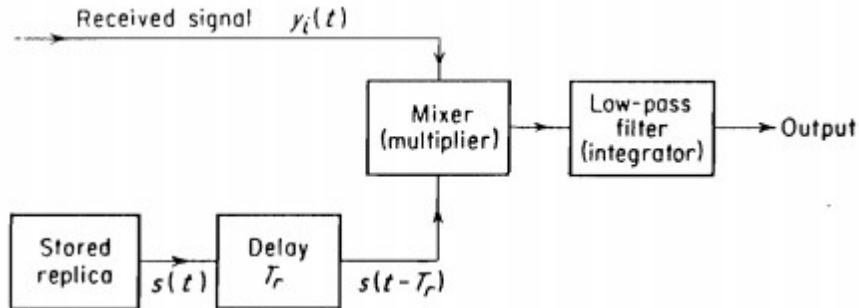 Received signal y_i(t)
Mixer
(multiplier)
Low-pass
filter
(integrator)
Output
Stored
replica
s(t)
Delay
T_r
s(t-T_r)